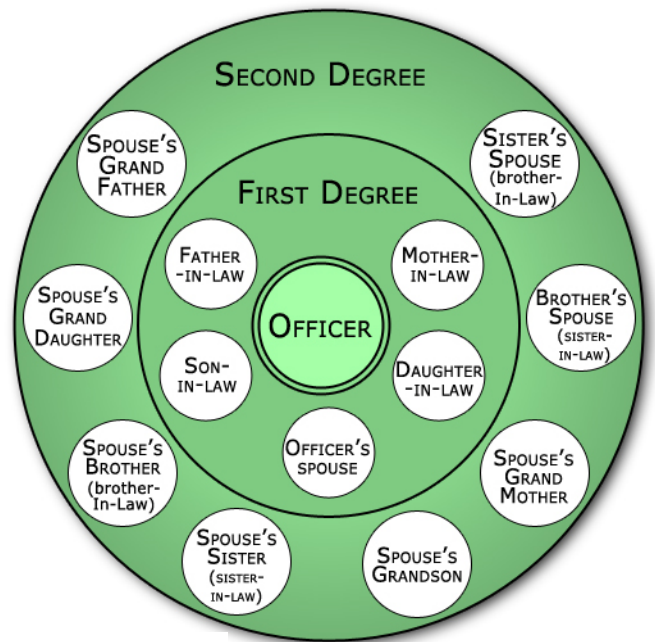 SECOND DEGREE
SPOUSE'S
GRAND
FATHER
SISTER'S
SPOUSE
(brother-
In-Law)
FIRST DEGREE
FATHER
-IN-LAW
MOTHER-
IN-LAW
OFFICER
SPOUSE'S
GRAND
DAUGHTER
BROTHER'S
SPOUSE
(SISTER-
IN-LAW)
SON-
IN-LAW
DAUGHTER
-IN-LAW
OFFICER'S
SPOUSE
SPOUSE'S
BROTHER
(brother-
In-Law)
SPOUSE'S
GRAND
MOTHER
SPOUSE'S
SISTER
(SISTER-
IN-LAW)
SPOUSE'S
GRANDSON